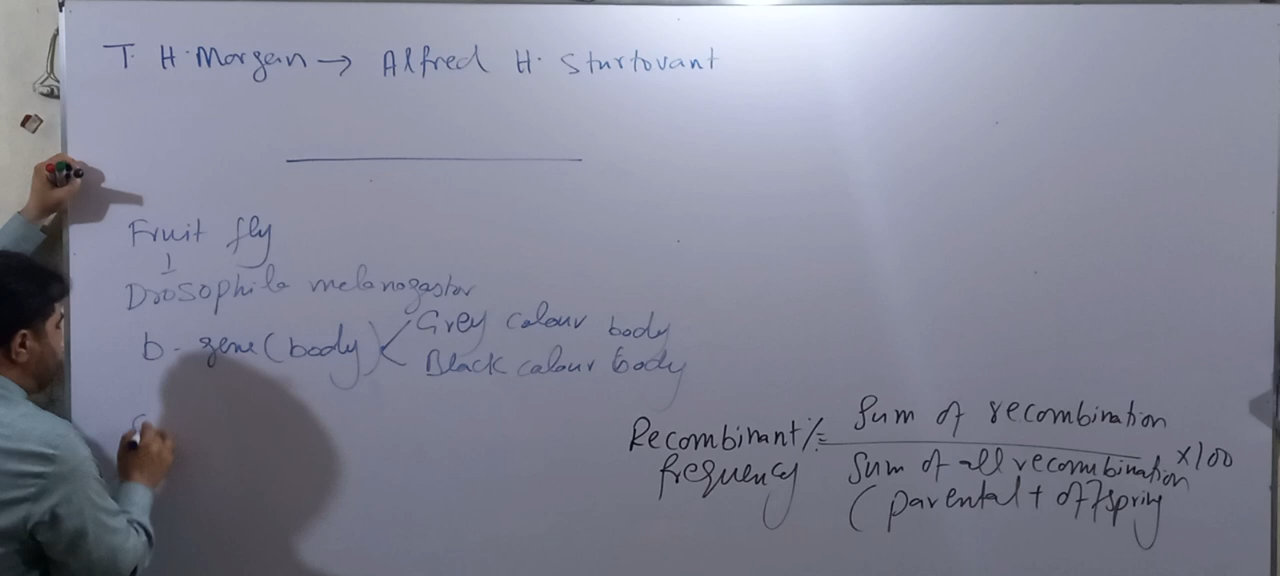 T. H. Morgan → Alfred H. Sturtovant
Fruit fly
Drosophila melanogastor
b - gene (body) < Grey colour body
Black colour body
Recombinant %= Sum of recombination
frequency Sum of all recombination ×100
(parental + offspring